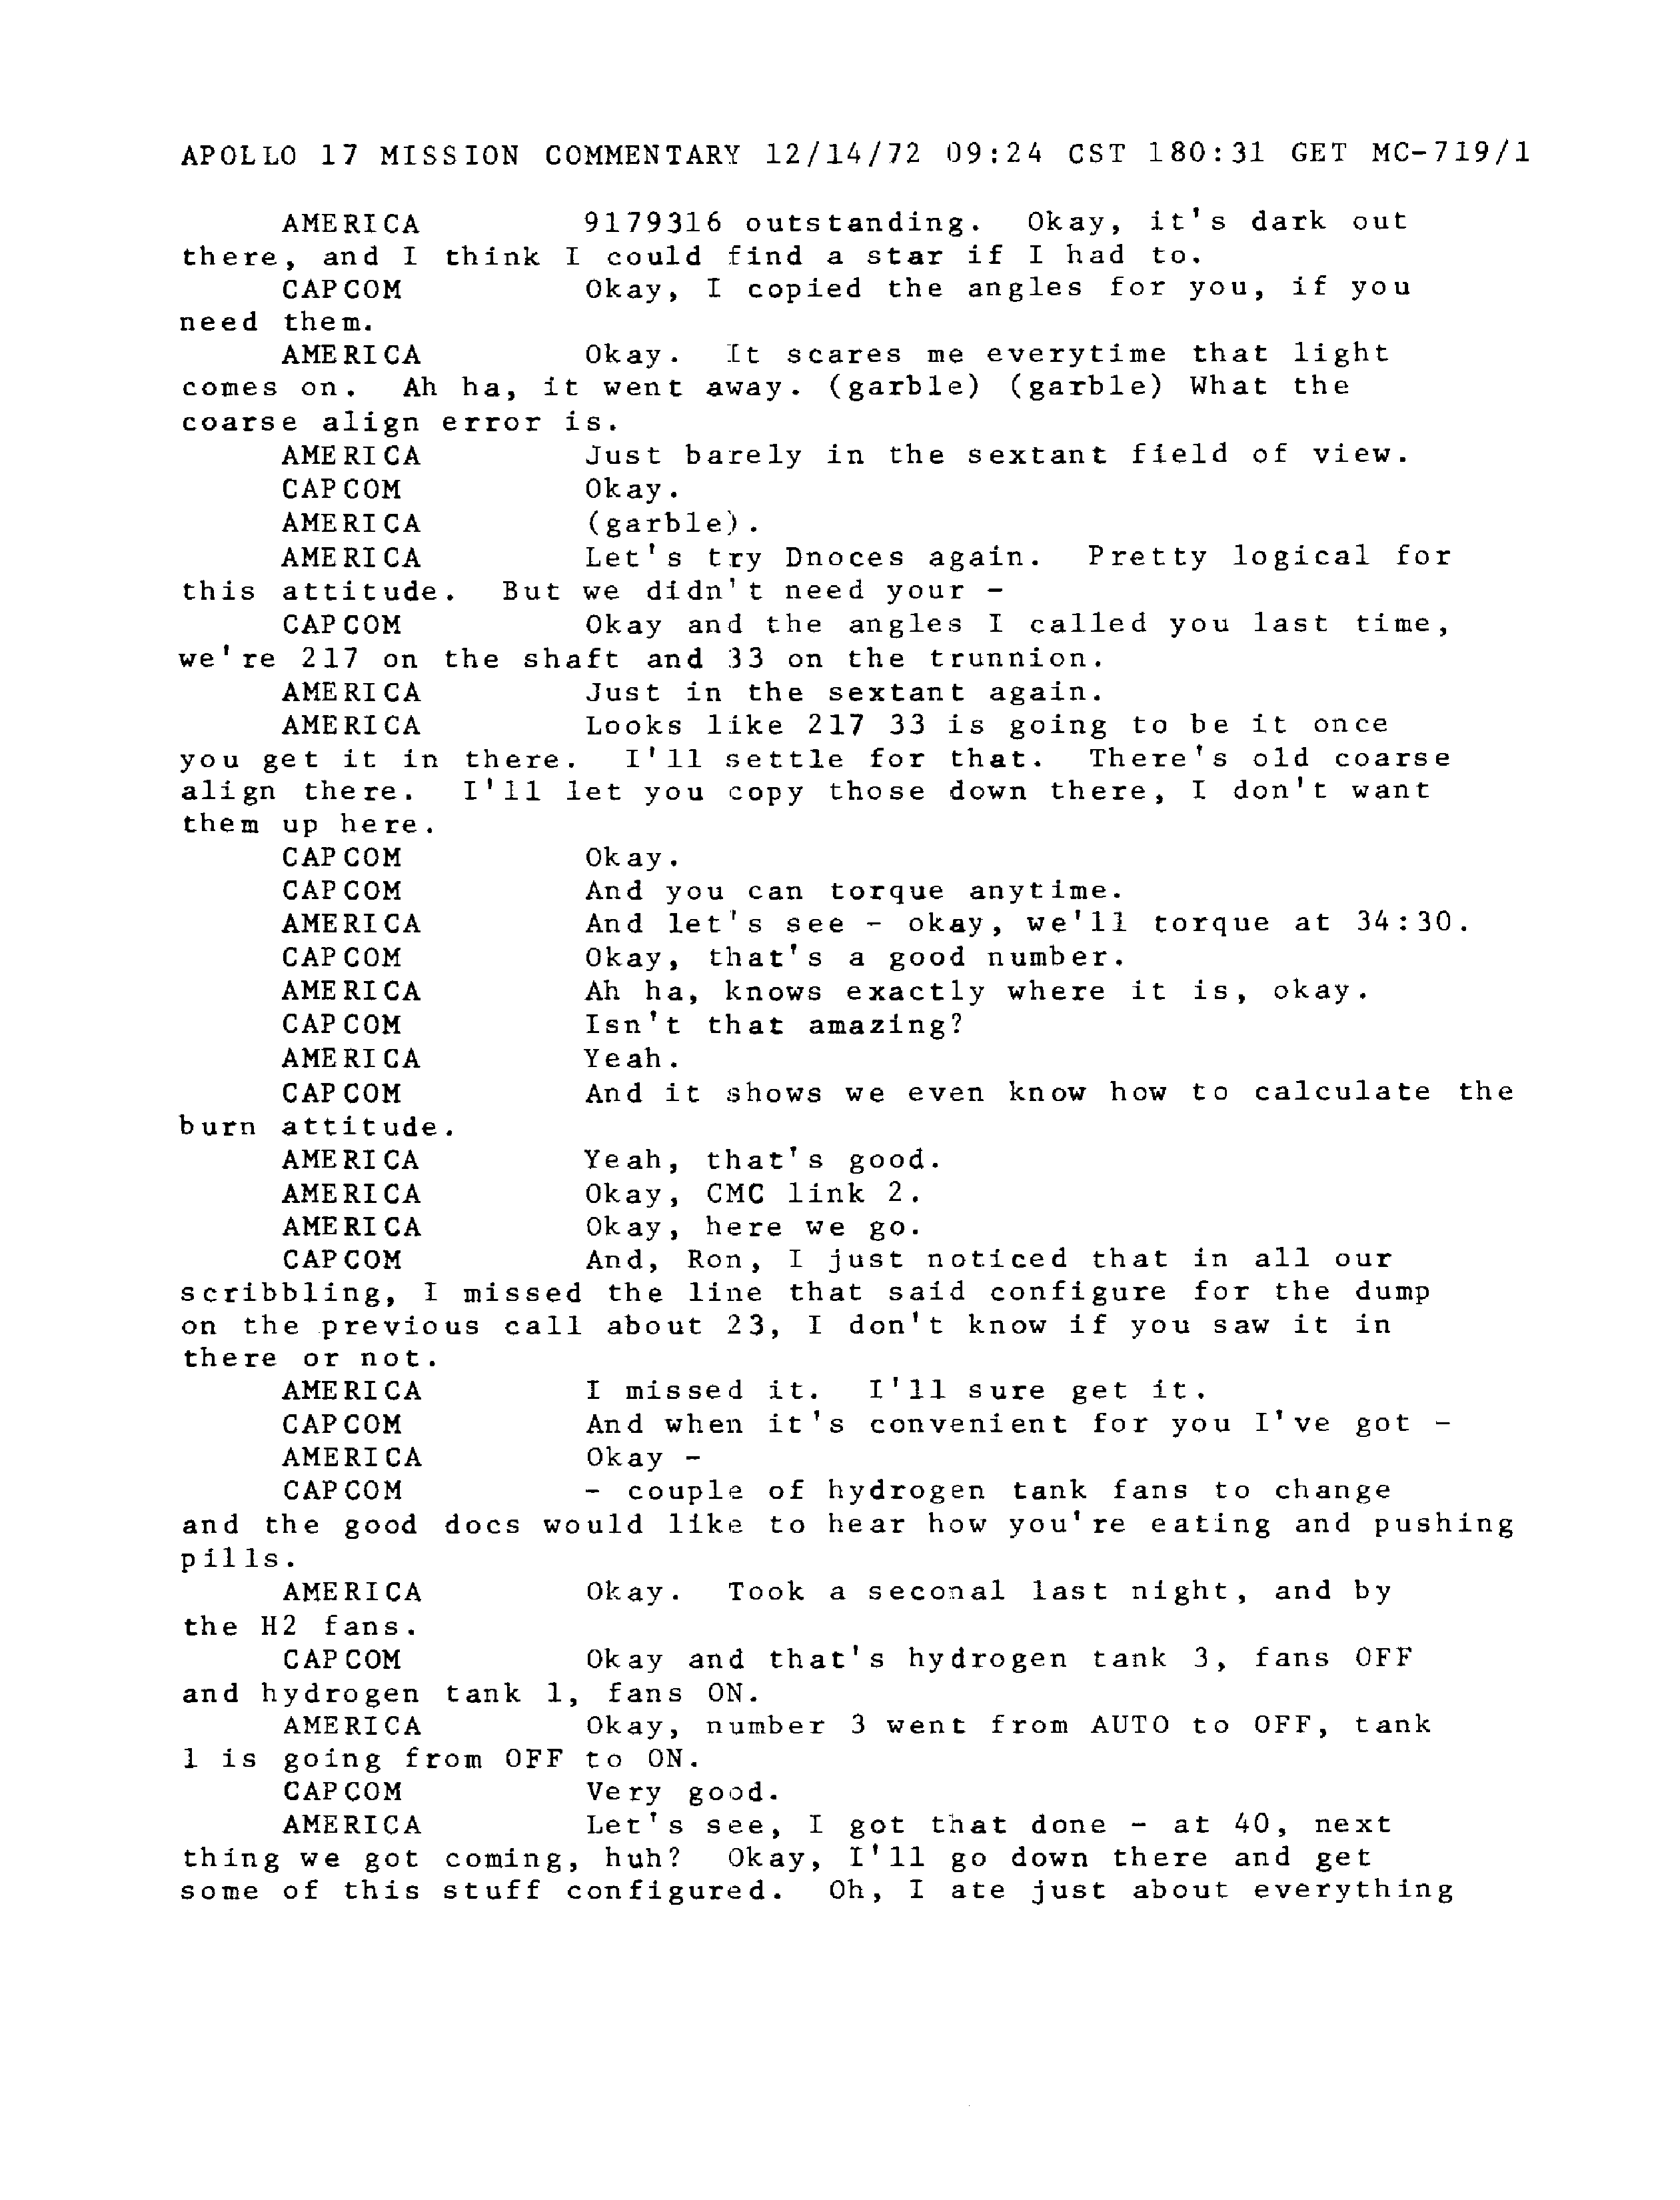 APOLLO 17 MISSION COMMENTARY 12/14/72 09:24 CST 180:31 GET MC-719/1
AMERICA 9179316 outstanding. Okay, it's dark out
there, and I think I could find a star if I had to.
CAPCOM Okay, I copied the angles for you, if you
need them.
AMERICA Okay. It scares me everytime that light
comes on. Ah ha, it went away. (garble) (garble) What the
coarse align error is.
AMERICA Just barely in the sextant field of view.
CAPCOM Okay.
AMERICA (garble).
AMERICA Let's try Dnoces again. Pretty logical for
this attitude. But we didn't need your -
CAPCOM Okay and the angles I called you last time,
we're 217 on the shaft and 33 on the trunnion.
AMERICA Just in the sextant again.
AMERICA Looks like 217 33 is going to be it once
you get it in there. I'll settle for that. There's old coarse
align there. I'll let you copy those down there, I don't want
them up here.
CAPCOM Okay.
CAPCOM And you can torque anytime.
AMERICA And let's see - okay, we'll torque at 34:30.
CAPCOM Okay, that's a good number.
AMERICA Ah ha, knows exactly where it is, okay.
CAPCOM Isn't that amazing?
AMERICA Yeah.
CAPCOM And it shows we even know how to calculate the
burn attitude.
AMERICA Yeah, that's good.
AMERICA Okay, CMC link 2.
AMERICA Okay, here we go.
CAPCOM And, Ron, I just noticed that in all our
scribbling, I missed the line that said configure for the dump
on the previous call about 23, I don't know if you saw it in
there or not.
AMERICA I missed it. I'll sure get it.
CAPCOM And when it's convenient for you I've got -
AMERICA Okay -
CAPCOM - couple of hydrogen tank fans to change
and the good docs would like to hear how you're eating and pushing
pills.
AMERICA Okay. Took a seconal last night, and by
the H2 fans.
CAPCOM Okay and that's hydrogen tank 3, fans OFF
and hydrogen tank 1, fans ON.
AMERICA Okay, number 3 went from AUTO to OFF, tank
1 is going from OFF to ON.
CAPCOM Very good.
AMERICA Let's see, I got that done - at 40, next
thing we got coming, huh? Okay, I'll go down there and get
some of this stuff configured. Oh, I ate just about everything